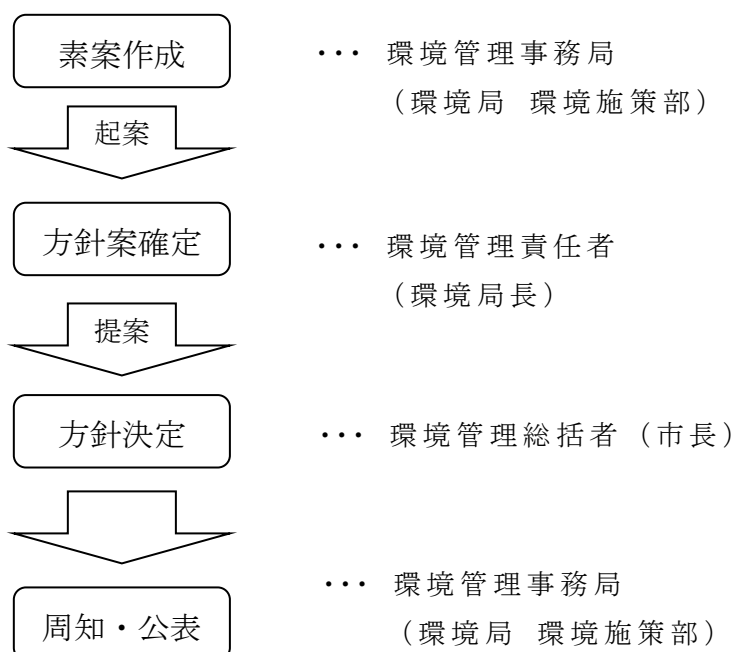 素案作成 ･･･ 環境管理事務局
（環境局 環境施策部）
起案
方針案確定 ･･･ 環境管理責任者
（環境局長）
提案
方針決定 ･･･ 環境管理総括者（市長）
･･･ 環境管理事務局
周知・公表 （環境局 環境施策部）